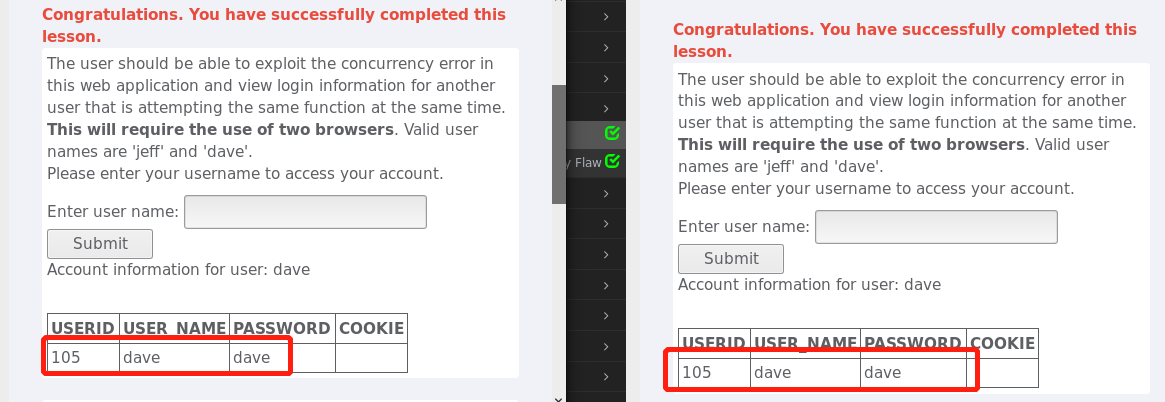 Congratulations. You have successfully completed this
lesson.
The user should be able to exploit the concurrency error in
this web application and view login information for another
user that is attempting the same function at the same time.
This will require the use of two browsers. Valid user
names are 'jeff' and 'dave'.
Please enter your username to access your account.
Enter user name:
Submit
Account information for user: dave
USERID USER_NAME PASSWORD COOKIE
105 dave dave
y Flaw
Congratulations. You have successfully completed this
lesson.
The user should be able to exploit the concurrency error in
this web application and view login information for another
user that is attempting the same function at the same time.
This will require the use of two browsers. Valid user
names are 'jeff' and 'dave'.
Please enter your username to access your account.
Enter user name:
Submit
Account information for user: dave
USERID USER_NAME PASSWORD COOKIE
105 dave dave